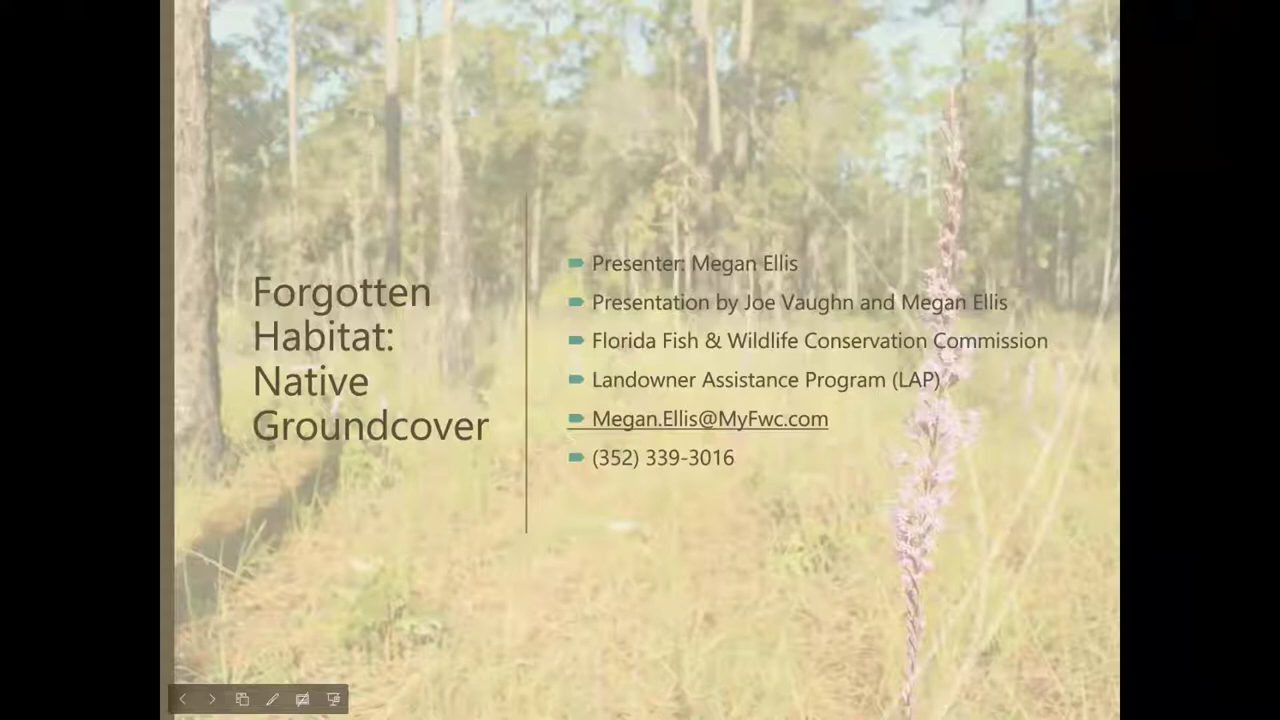 Forgotten
Habitat:
Native
Groundcover
Presenter: Megan Ellis
Presentation by Joe Vaughn and Megan Ellis
Florida Fish & Wildlife Conservation Commission
Landowner Assistance Program (LAP)
Megan.Ellis@MyFwc.com
(352) 339-3016